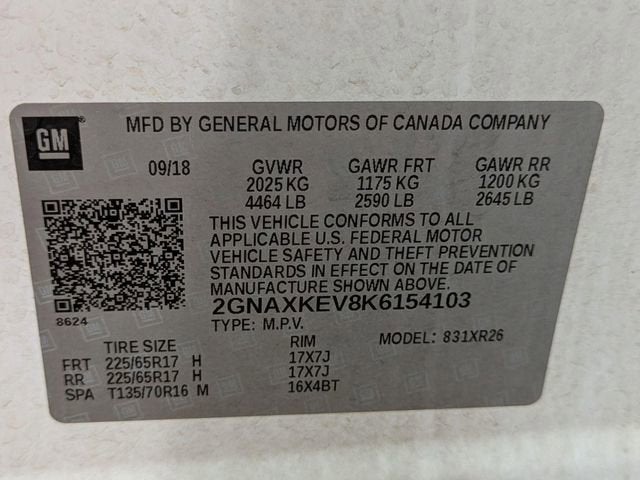 GM
MFD BY GENERAL MOTORS OF CANADA COMPANY
09/18 GVWR GAWR FRT GAWR RR
2025 KG 1175 KG 1200 KG
4464 LB 2590 LB 2645 LB
THIS VEHICLE CONFORMS TO ALL
APPLICABLE U.S. FEDERAL MOTOR
VEHICLE SAFETY AND THEFT PREVENTION
STANDARDS IN EFFECT ON THE DATE OF
MANUFACTURE SHOWN ABOVE.
2GNAXKEV8K6154103
8624
TYPE: M.P.V. MODEL: 831XR26
TIRE SIZE RIM
FRT 225/65R17 H 17X7J
RR 225/65R17 H 17X7J
SPA T135/70R16 M 16X4BT